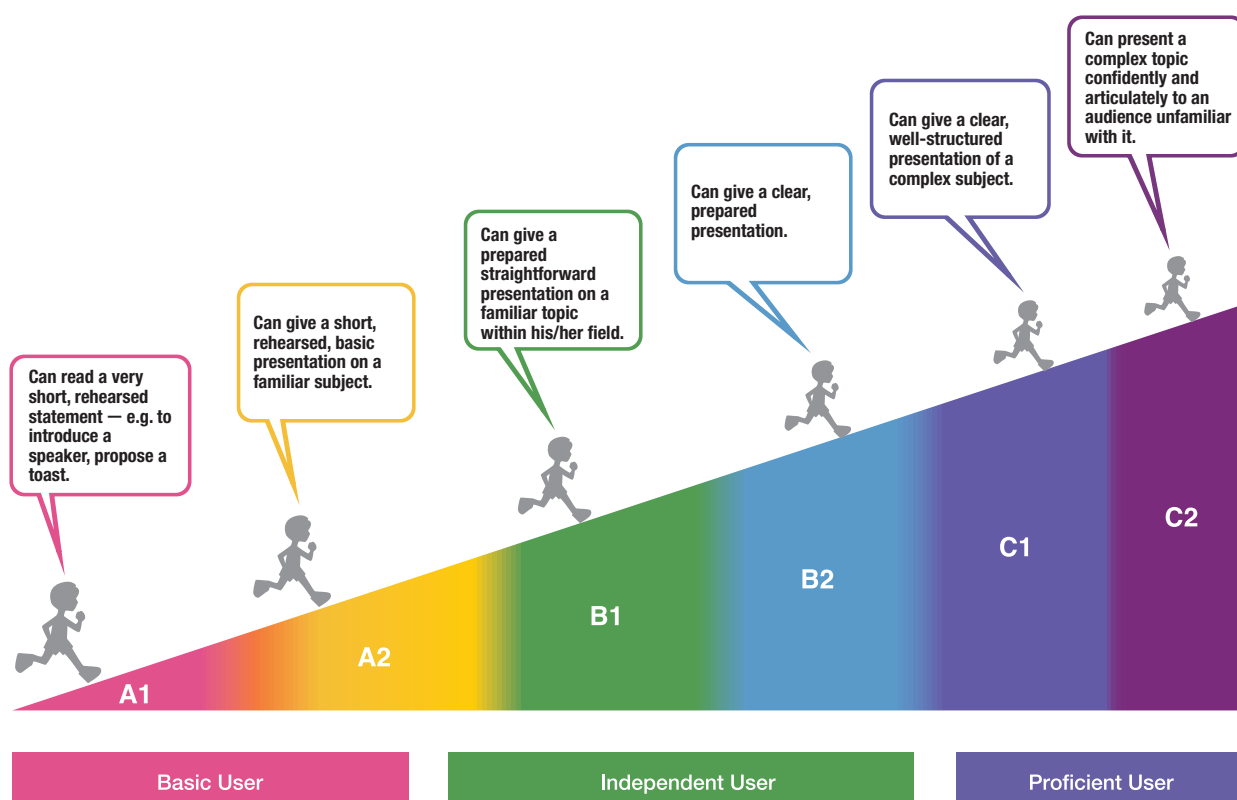 Can read a very
short, rehearsed
statement — e.g. to
introduce a
speaker, propose a
toast.
Can give a short,
rehearsed, basic
presentation on a
familiar subject.
Can give a
prepared
straightforward
presentation on a
familiar topic
within his/her field.
Can give a clear,
prepared
presentation.
Can give a clear,
well-structured
presentation of a
complex subject.
Can present a
complex topic
confidently and
articulately to an
audience unfamiliar
with it.
A1
A2
B1
B2
C1
C2
Basic User
Independent User
Proficient User